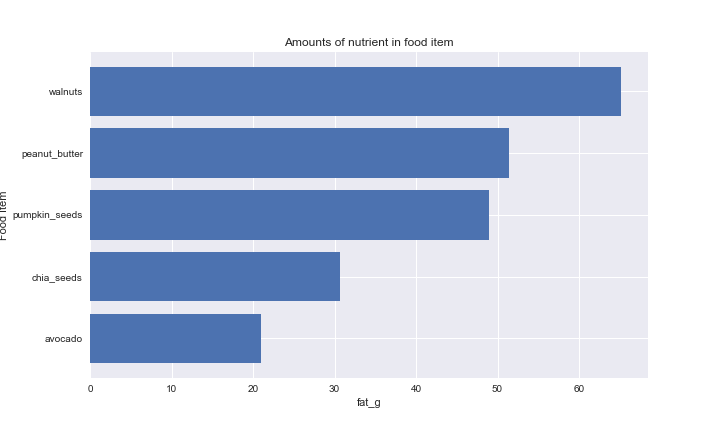 Amounts of nutrient in food item
Food item
walnuts
peanut_butter
pumpkin_seeds
chia_seeds
avocado
0 10 20 30 40 50 60
fat_g